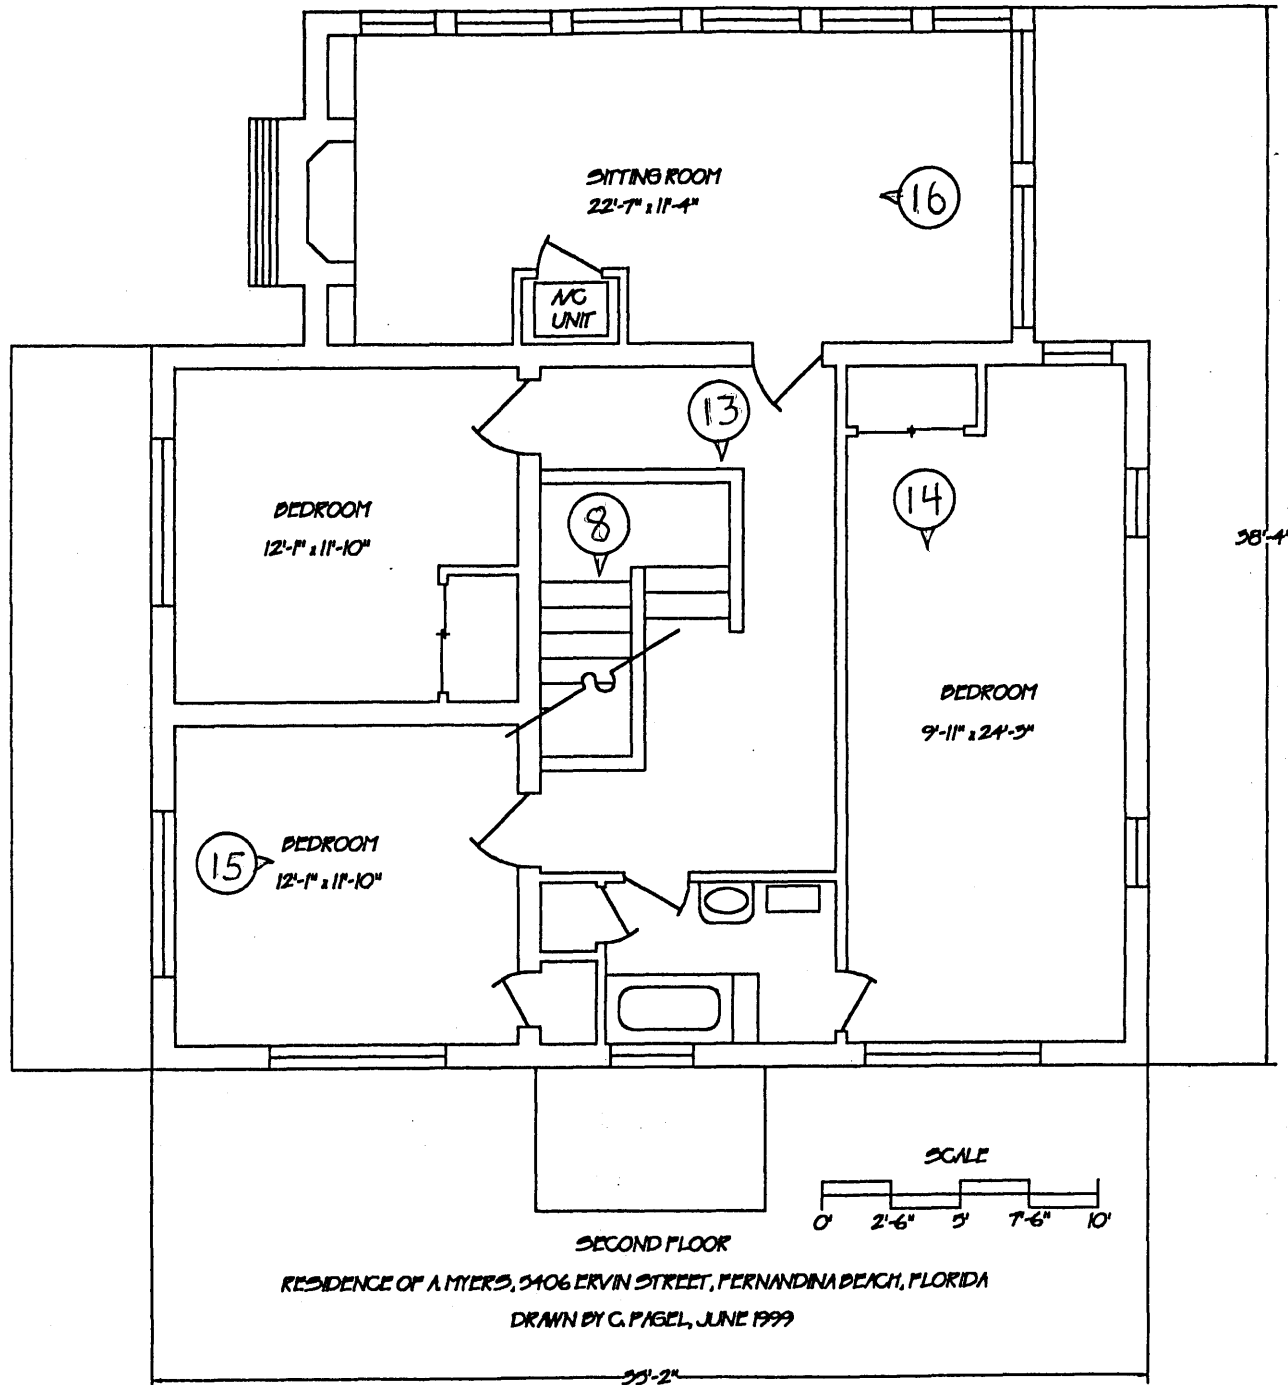 SITTING ROOM
22'-7" x 11'-4"
16
A/C
UNIT
13
8
14
BEDROOM
12'-1" x 11'-10"
38'-4"
BEDROOM
9'-11" x 24'-3"
15
BEDROOM
12'-1" x 11'-10"
SCALE
0' 2'-6" 5' 7'-6" 10'
SECOND FLOOR
RESIDENCE OF A. MYERS, 5406 ERVIN STREET, FERNANDINA BEACH, FLORIDA
DRAWN BY C. PAGEL, JUNE 1999
35'-2"